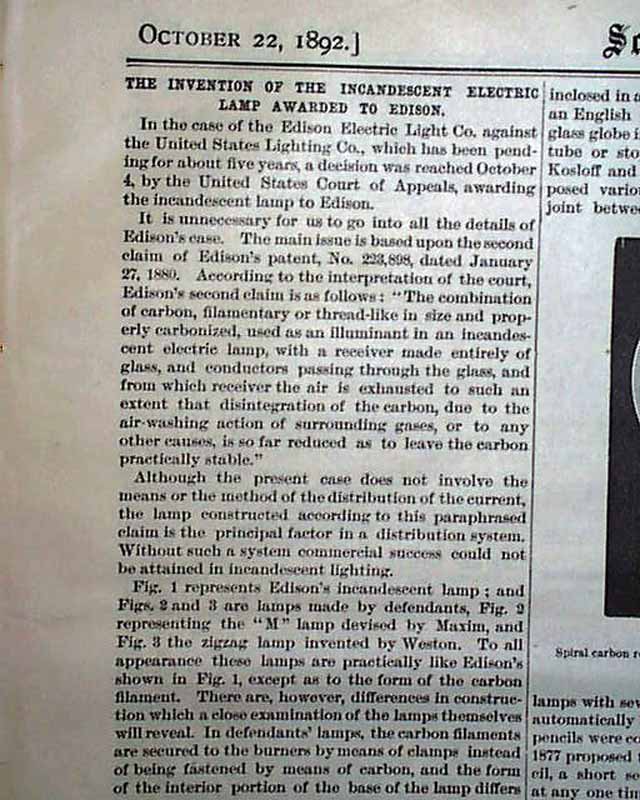 OCTOBER 22, 1892.]
Sc
THE INVENTION OF THE INCANDESCENT ELECTRIC
LAMP AWARDED TO EDISON.
In the case of the Edison Electric Light Co. against
the United States Lighting Co., which has been pend-
ing for about five years, a decision was reached October
4, by the United States Court of Appeals, awarding
the incandescent lamp to Edison.
It is unnecessary for us to go into all the details of
Edison's case. The main issue is based upon the second
claim of Edison's patent, No. 223,898, dated January
27, 1880. According to the interpretation of the court,
Edison's second claim is as follows: "The combination
of carbon, filamentary or thread-like in size and prop-
erly carbonized, used as an illuminant in an incandes-
cent electric lamp, with a receiver made entirely of
glass, and conductors passing through the glass, and
from which receiver the air is exhausted to such an
extent that disintegration of the carbon, due to the
air-washing action of surrounding gases, or to any
other causes, is so far reduced as to leave the carbon
practically stable."
Although the present case does not involve the
means or the method of the distribution of the current,
the lamp constructed according to this paraphrased
claim is the principal factor in a distribution system.
Without such a system commercial success could not
be attained in incandescent lighting.
Fig. 1 represents Edison's incandescent lamp; and
Figs. 2 and 3 are lamps made by defendants, Fig. 2
representing the "M" lamp devised by Maxim, and
Fig. 3 the zigzag lamp invented by Weston. To all
appearance these lamps are practically like Edison's
shown in Fig. 1, except as to the form of the carbon
filament. There are, however, differences in construc-
tion which a close examination of the lamps themselves
will reveal. In defendants' lamps, the carbon filaments
are secured to the burners by means of clamps instead
of being fastened by means of carbon, and the form
of the interior portion of the base of the lamp differs
inclosed in a
an English
glass globe i
tube or sto
Kosloff and
posed variou
joint betwe
Spiral carbon r
lamps with sev
automatically
pencils were co
1877 proposed
cil, a short se
at any one tim